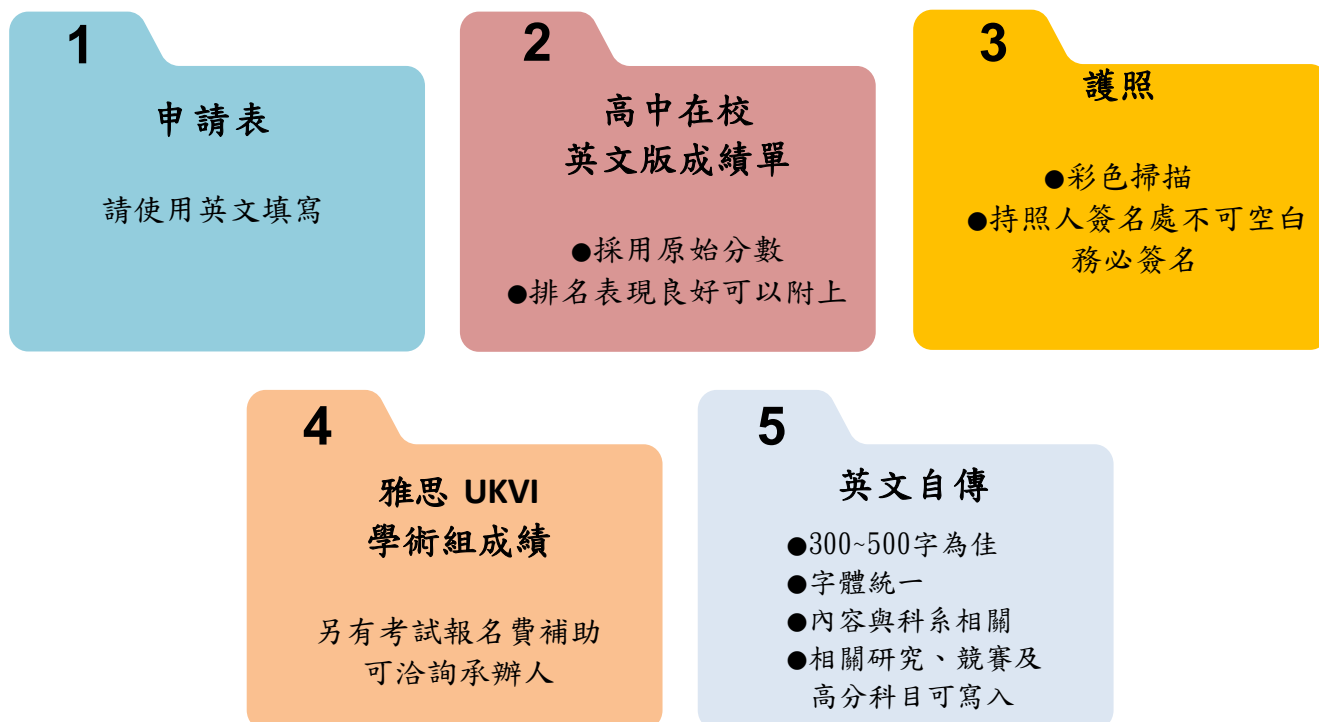 1
申請表
請使用英文填寫
2
高中在校
英文版成績單
●採用原始分數
●排名表現良好可以附上
3
護照
●彩色掃描
●持照人簽名處不可空白
務必簽名
4
雅思 UKVI
學術組成績
另有考試報名費補助
可洽詢承辦人
5
英文自傳
●300~500字為佳
●字體統一
●內容與科系相關
●相關研究、競賽及
高分科目可寫入